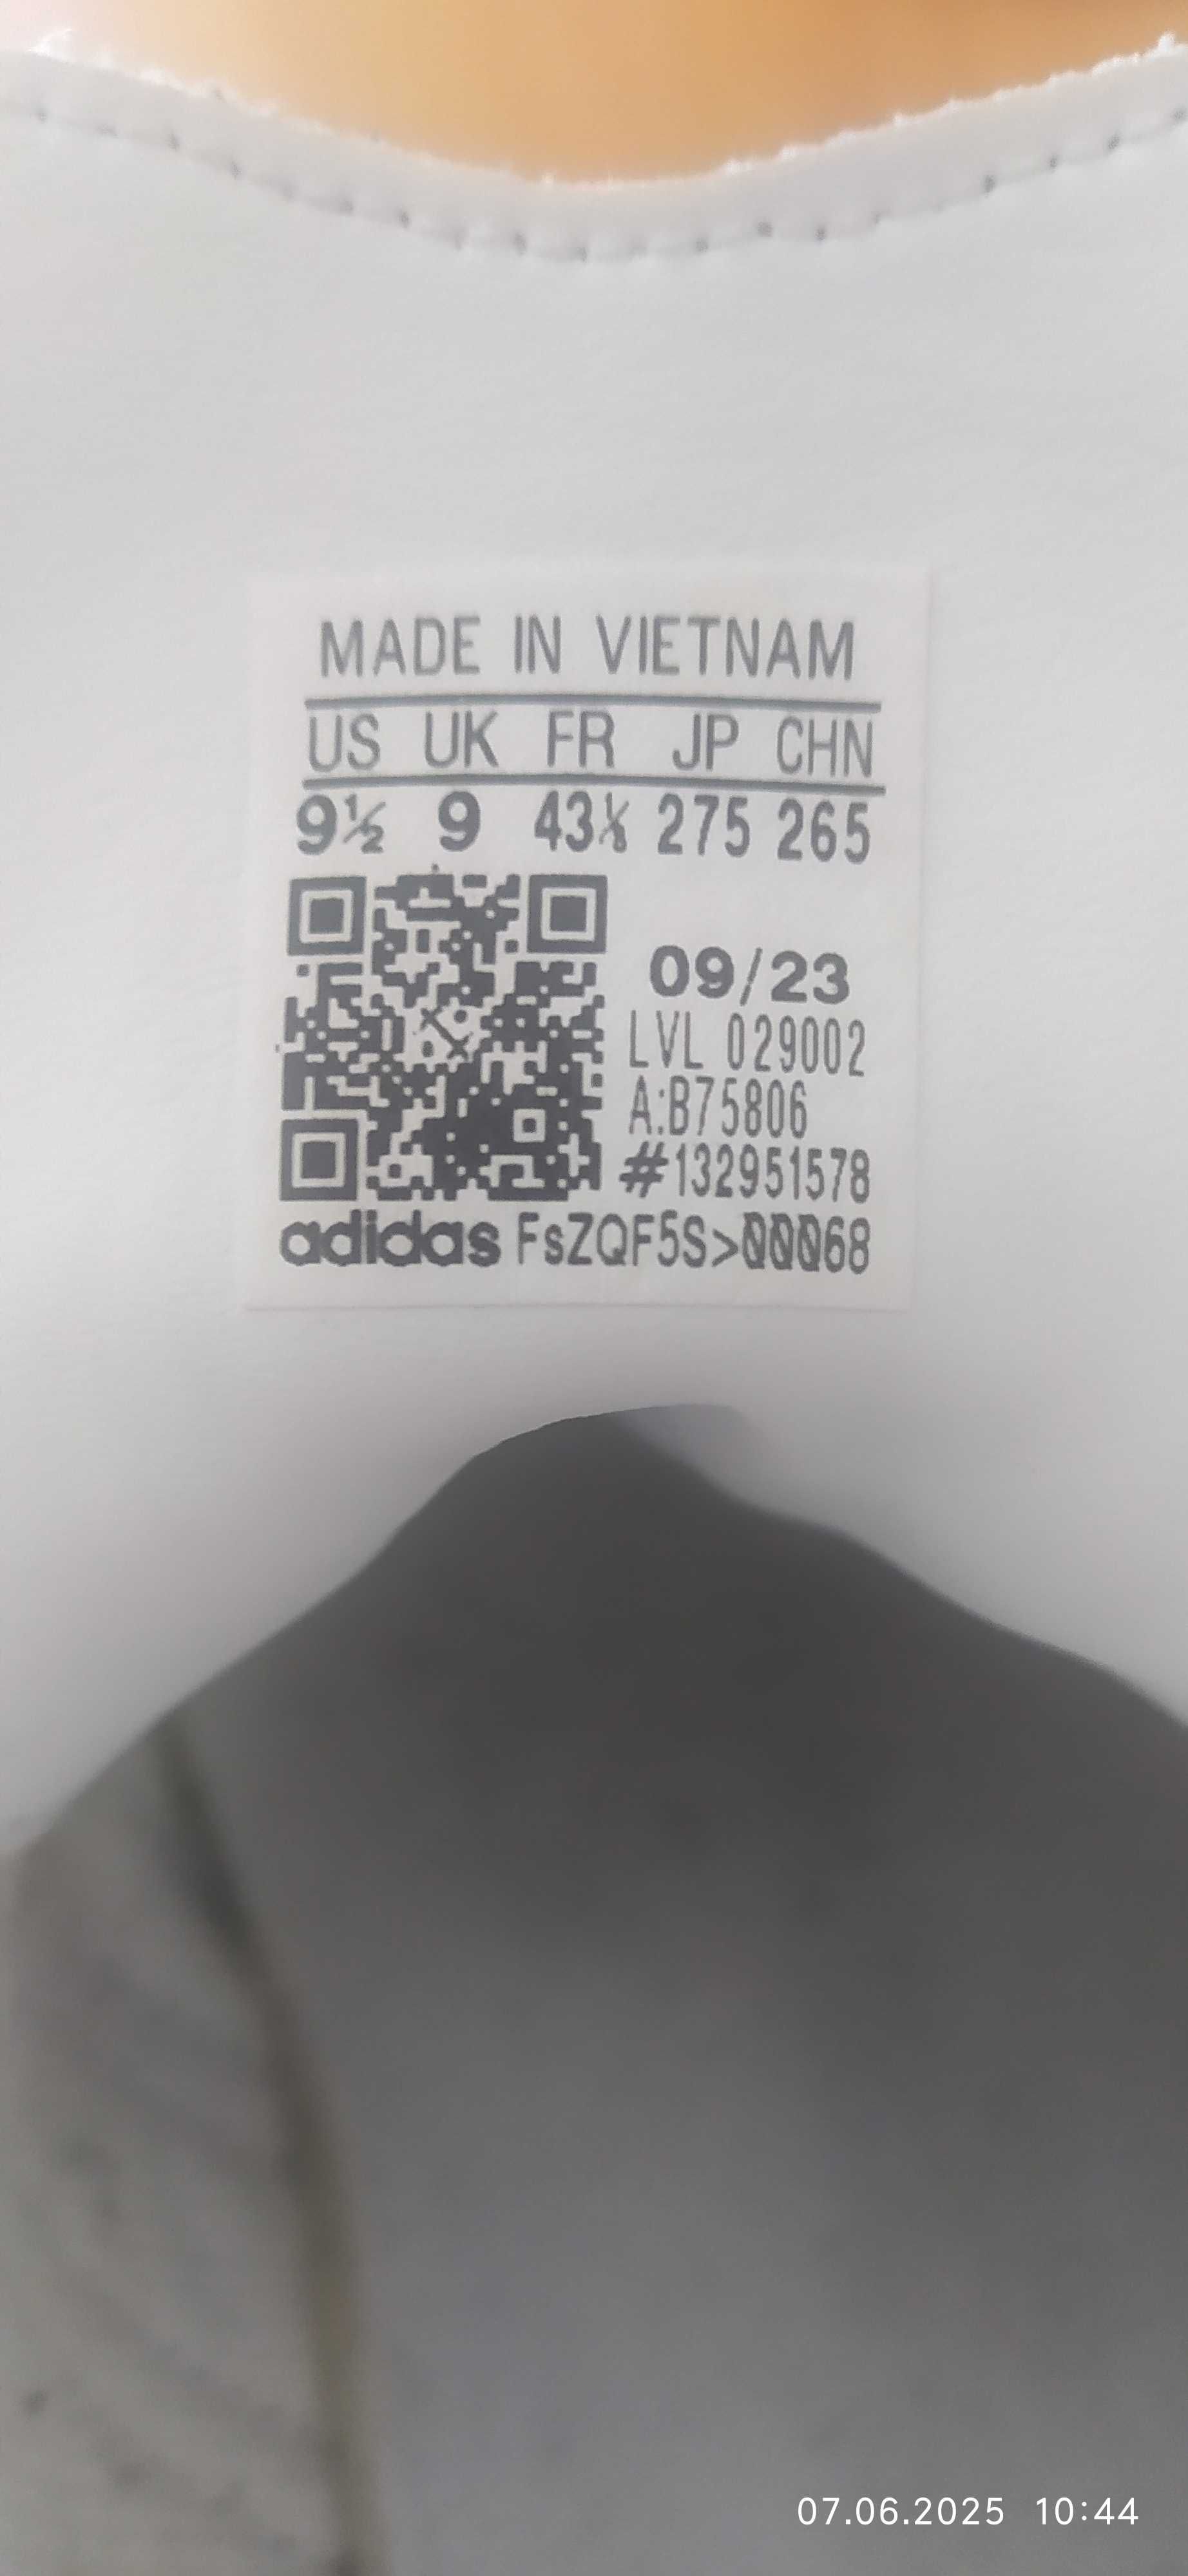 MADE IN VIETNAM
US UK FR JP CHN
9½ 9 43⅓ 275 265
09/23
LVL 029002
A:B75806
#132951578
adidas FsZQF5S>00068
07.06.2025 10:44